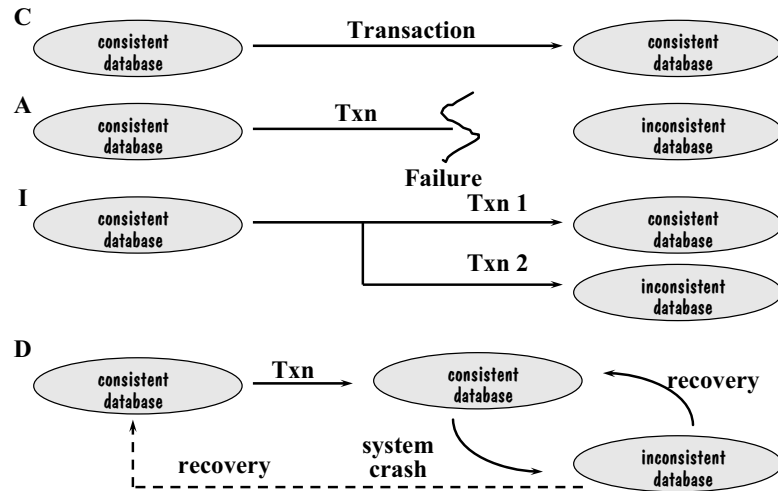 C
consistent
database
Transaction
consistent
database
A
consistent
database
Txn
Failure
inconsistent
database
I
consistent
database
Txn 1
consistent
database
Txn 2
inconsistent
database
D
consistent
database
Txn
consistent
database
recovery
system
crash
recovery
inconsistent
database